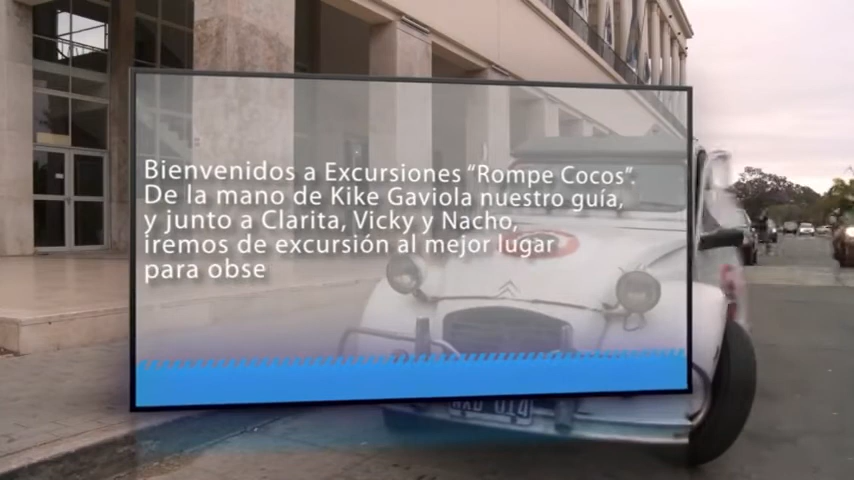 Bienvenidos a Excursiones “Rompe Cocos”.
De la mano de Kike Gaviola nuestro guía,
y junto a Clarita, Vicky y Nacho,
iremos de excursión al mejor lugar
para obse